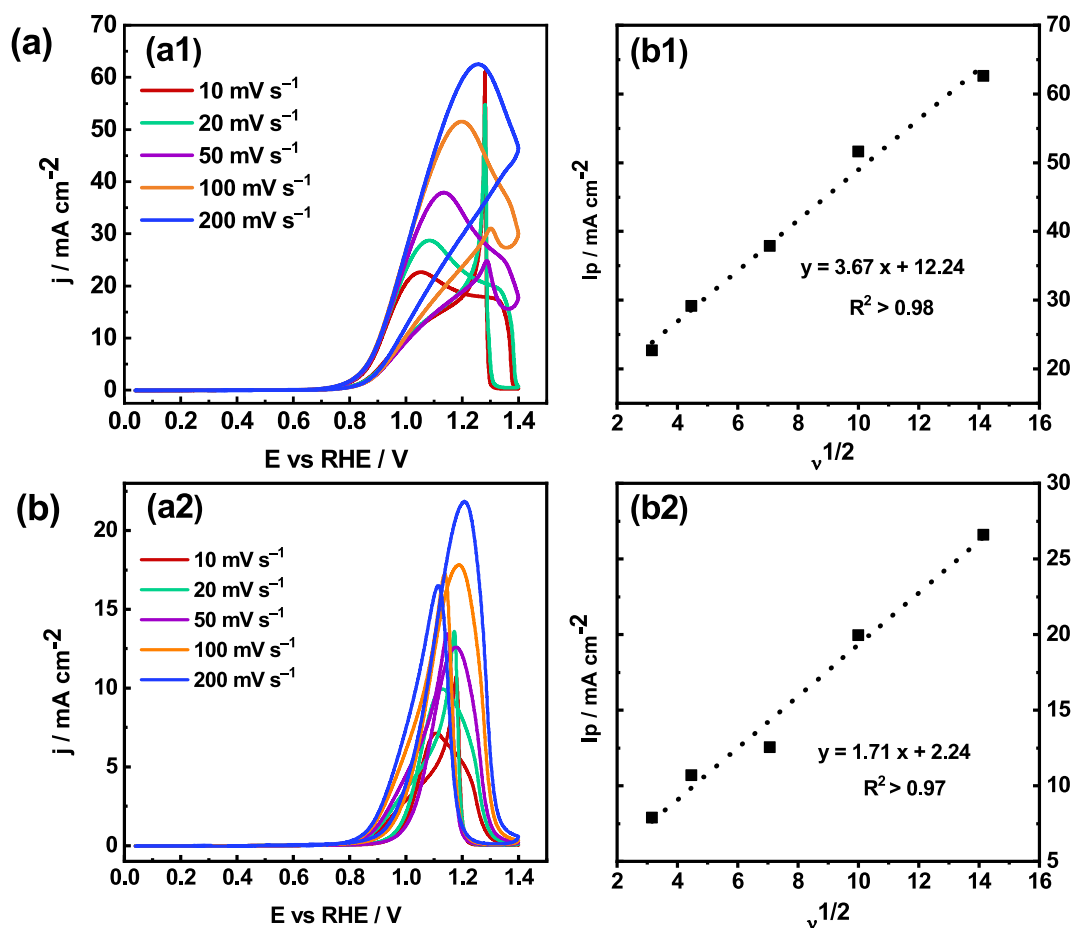 (a)
(a1)
10 mV s⁻¹
20 mV s⁻¹
50 mV s⁻¹
100 mV s⁻¹
200 mV s⁻¹
j / mA cm⁻²
70
60
50
40
30
20
10
0
0.0 0.2 0.4 0.6 0.8 1.0 1.2 1.4
E vs RHE / V
(b1)
Ip / mA cm⁻²
70
60
50
40
30
20
y = 3.67 x + 12.24
R² > 0.98
2 4 6 8 10 12 14 16
ν^1/2
(b)
(a2)
10 mV s⁻¹
20 mV s⁻¹
50 mV s⁻¹
100 mV s⁻¹
200 mV s⁻¹
j / mA cm⁻²
20
15
10
5
0
0.0 0.2 0.4 0.6 0.8 1.0 1.2 1.4
E vs RHE / V
(b2)
Ip / mA cm⁻²
30
25
20
15
10
5
y = 1.71 x + 2.24
R² > 0.97
2 4 6 8 10 12 14 16
ν^1/2